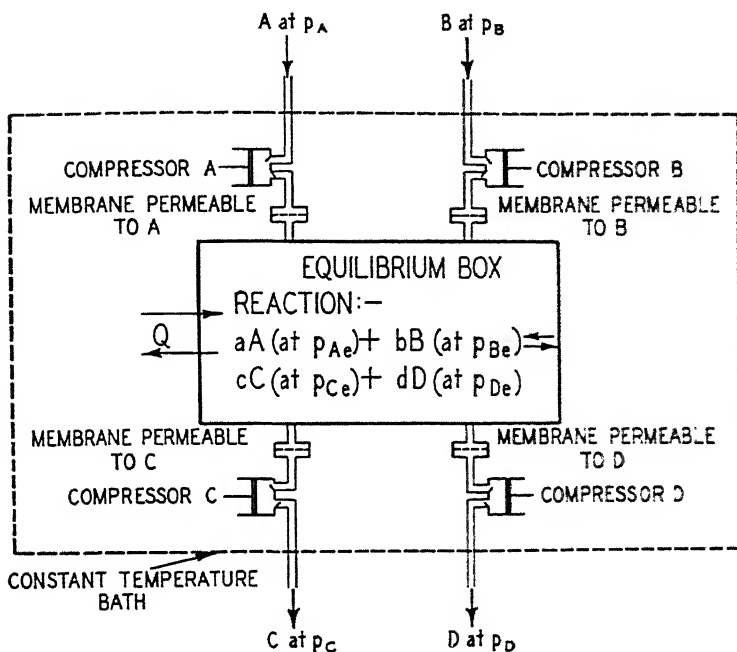 A at pA
B at pB
COMPRESSOR A
COMPRESSOR B
MEMBRANE PERMEABLE
TO A
MEMBRANE PERMEABLE
TO B
EQUILIBRIUM BOX
REACTION:-
Q
aA (at pAe) + bB (at pBe) ⇌
cC (at pCe) + dD (at pDe)
MEMBRANE PERMEABLE
TO C
MEMBRANE PERMEABLE
TO D
COMPRESSOR C
COMPRESSOR D
CONSTANT TEMPERATURE
BATH
C at pC
D at pD